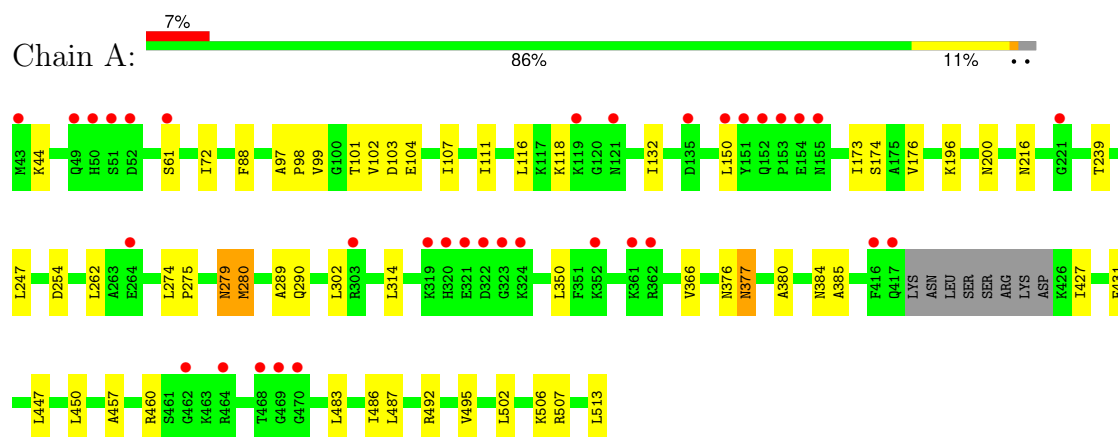 7%
Chain A:
86% 11% • •
M43 K44 Q49 H50 S51 D52 S61 I72 F88 A97 P98 V99 G100 T101 V102 D103 E104 I107 I111 L116 K117 K118 K119 G120 N121 I132 D135 L150 Y151 Q152 P153 E154 N155 I173 S174 A175 V176 K196 N200 N216 G221 T239
L247 D254 L262 A263 E264 L274 P275 N279 M280 A289 Q290 L302 R303 L314 K319 H320 E321 D322 G323 K324 L350 F351 K352 K361 R362 V366 N376 N377 A380 N384 A385 F416 Q417 LYS ASN LEU SER SER ARG LYS ASP K426 I427
L447 L450 A457 R460 S461 G462 K463 R464 T468 G469 G470 L483 I486 L487 R492 V495 L502 K506 R507 L513